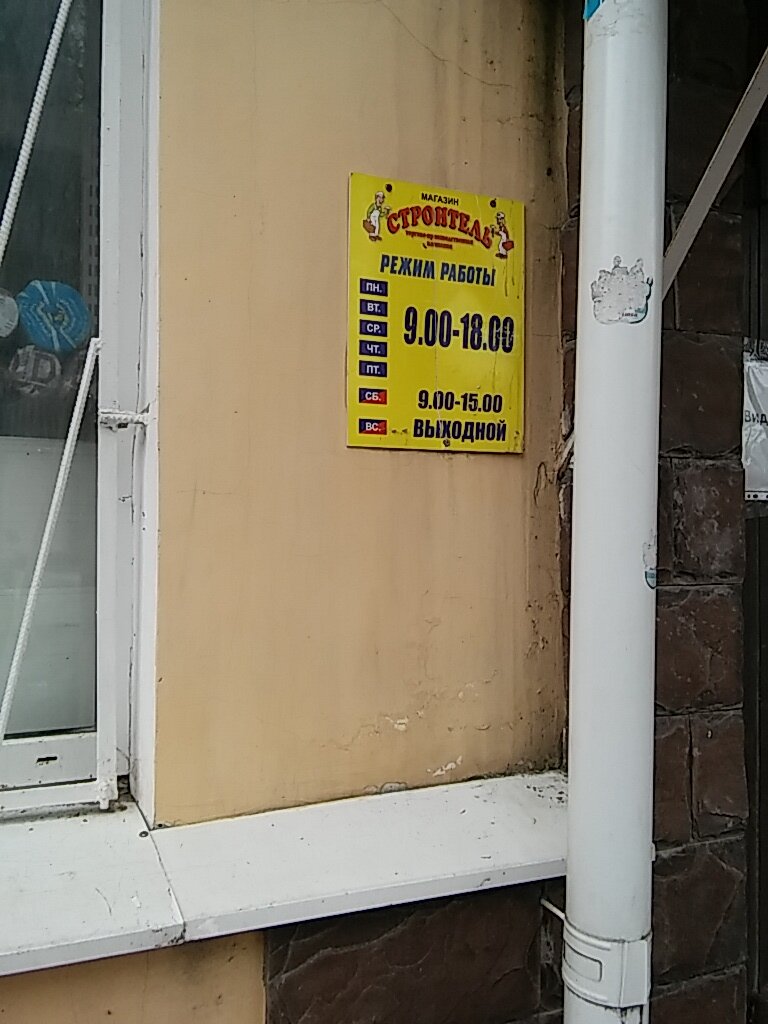 МАГАЗИН
СТРОИТЕЛЬ
РЕЖИМ РАБОТЫ
ПН.
ВТ.
СР.
ЧТ.
ПТ.
9.00-18.00
СБ. 9.00-15.00
ВС. ВЫХОДНОЙ
Вид